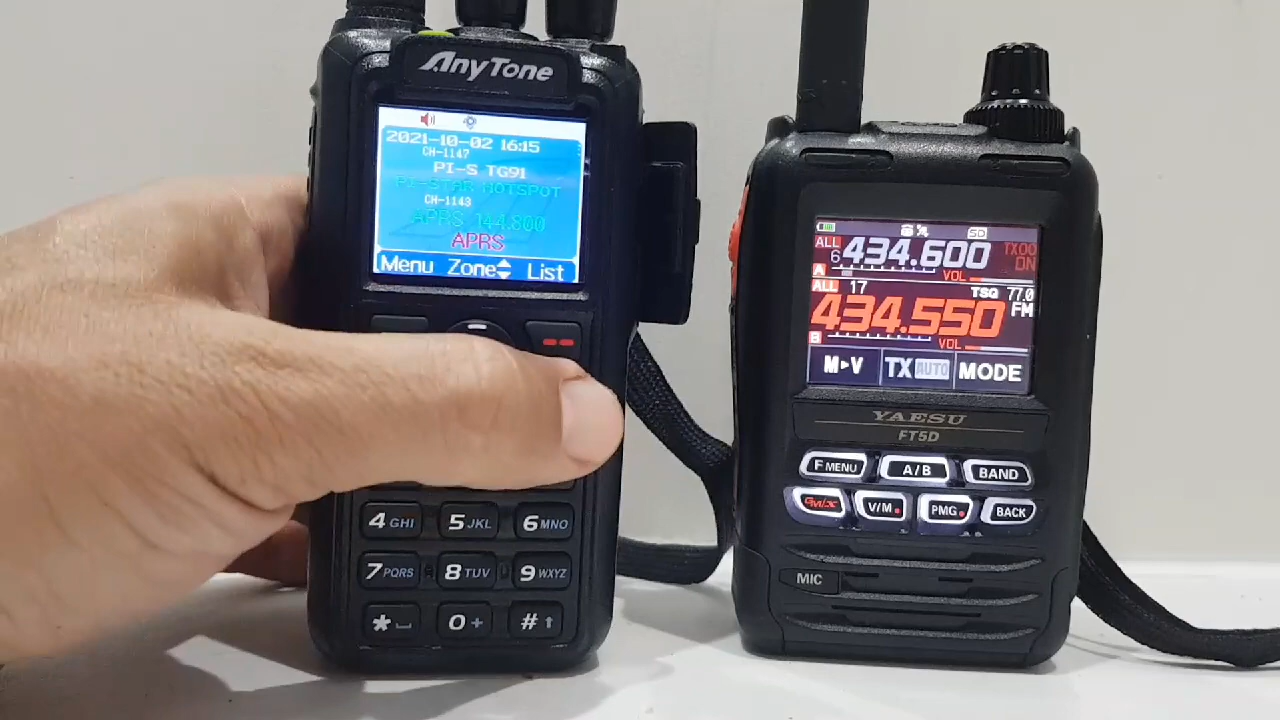 AnyTone
2021-10-02 16:15
CH-1147
PI-S TG91
PI-STAR HOTSPOT
CH-1143
APRS 144.800
APRS
Menu Zone List
4 GHI 5 JKL 6 MNO
7 PQRS 8 TUV 9 WXYZ
* 0 + #
SD
ALL 6 434.600 TX00
A VOL DN
ALL 17 TSQ 77.0
434.550 FM
B VOL
M▶V TX AUTO MODE
YAESU
FT5D
F MENU A/B BAND
GM/X V/M PMG BACK
MIC